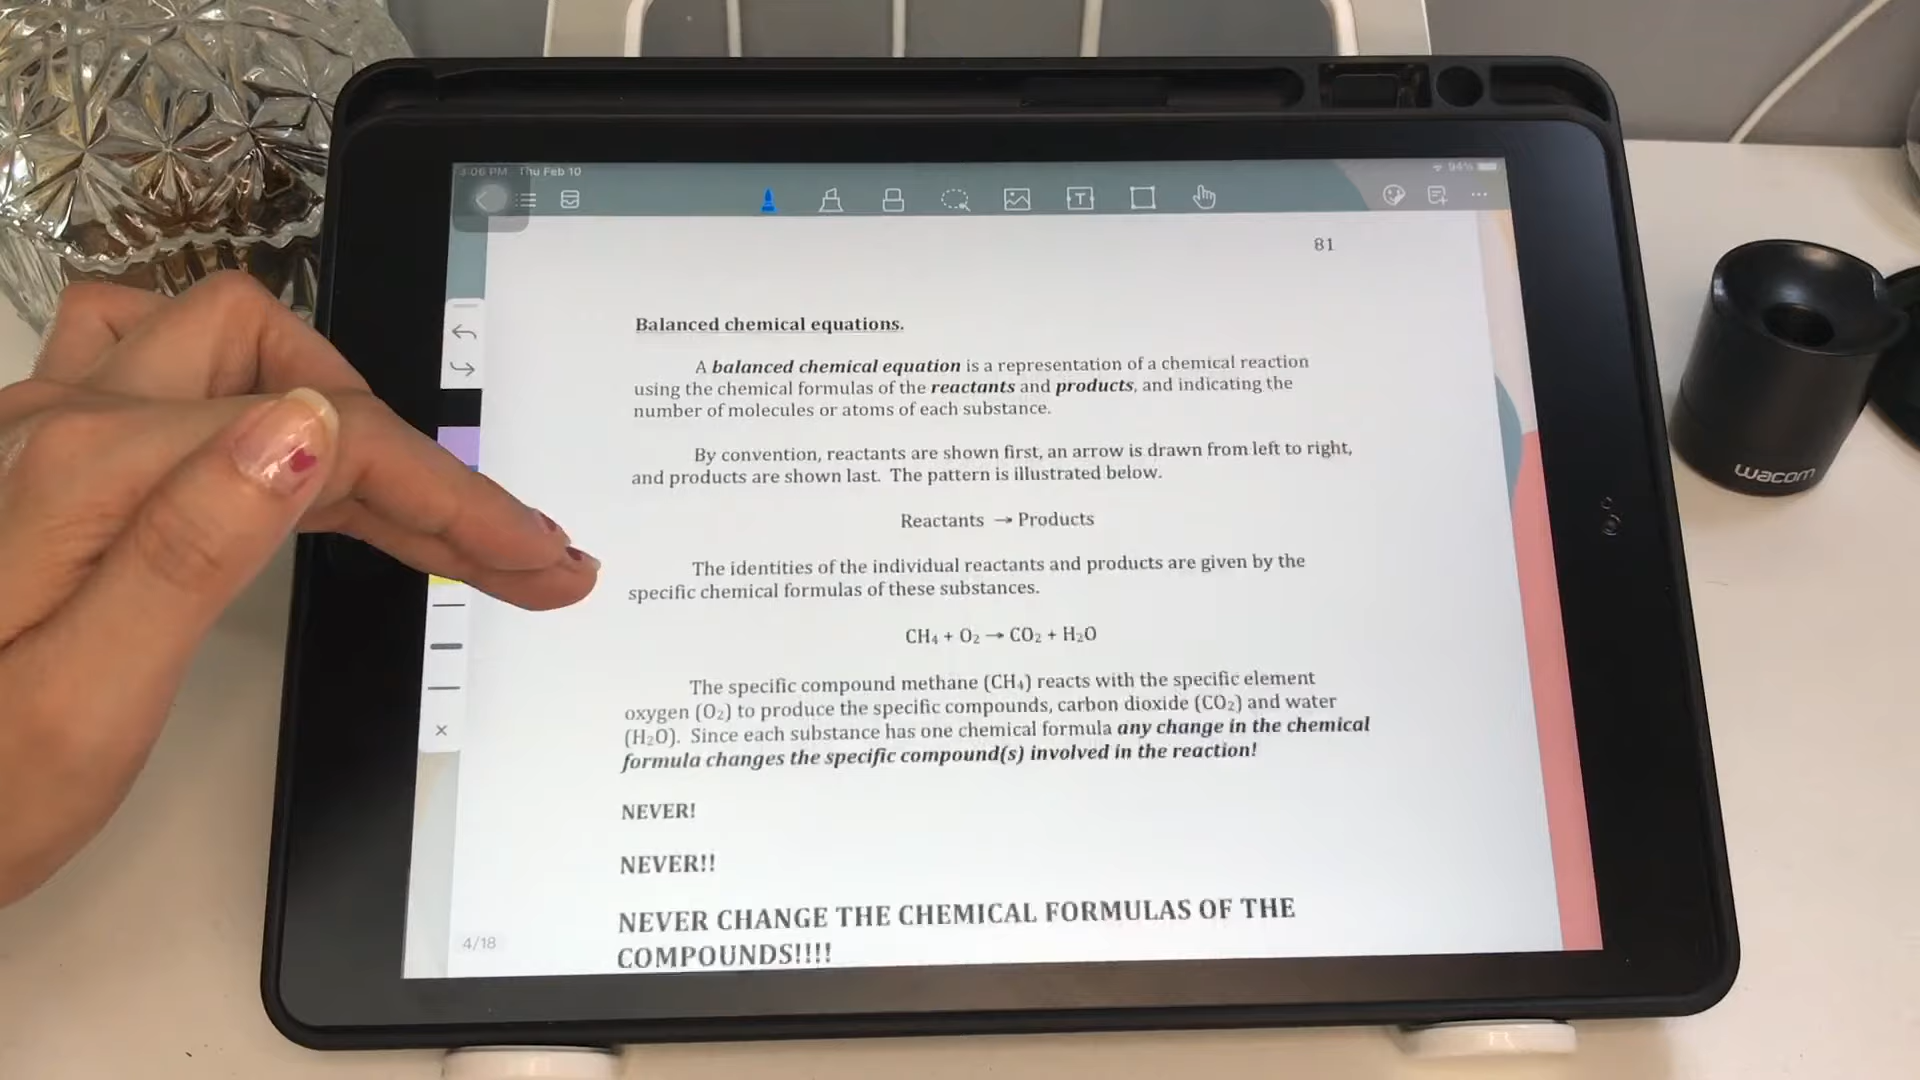 3:06 PM Thu Feb 10
94%
T
81
Balanced chemical equations.
A balanced chemical equation is a representation of a chemical reaction
using the chemical formulas of the reactants and products, and indicating the
number of molecules or atoms of each substance.
By convention, reactants are shown first, an arrow is drawn from left to right,
and products are shown last. The pattern is illustrated below.
Reactants → Products
The identities of the individual reactants and products are given by the
specific chemical formulas of these substances.
CH₄ + O₂ → CO₂ + H₂O
The specific compound methane (CH₄) reacts with the specific element
oxygen (O₂) to produce the specific compounds, carbon dioxide (CO₂) and water
(H₂O). Since each substance has one chemical formula any change in the chemical
formula changes the specific compound(s) involved in the reaction!
NEVER!
NEVER!!
NEVER CHANGE THE CHEMICAL FORMULAS OF THE
COMPOUNDS!!!!
4/18
wacom